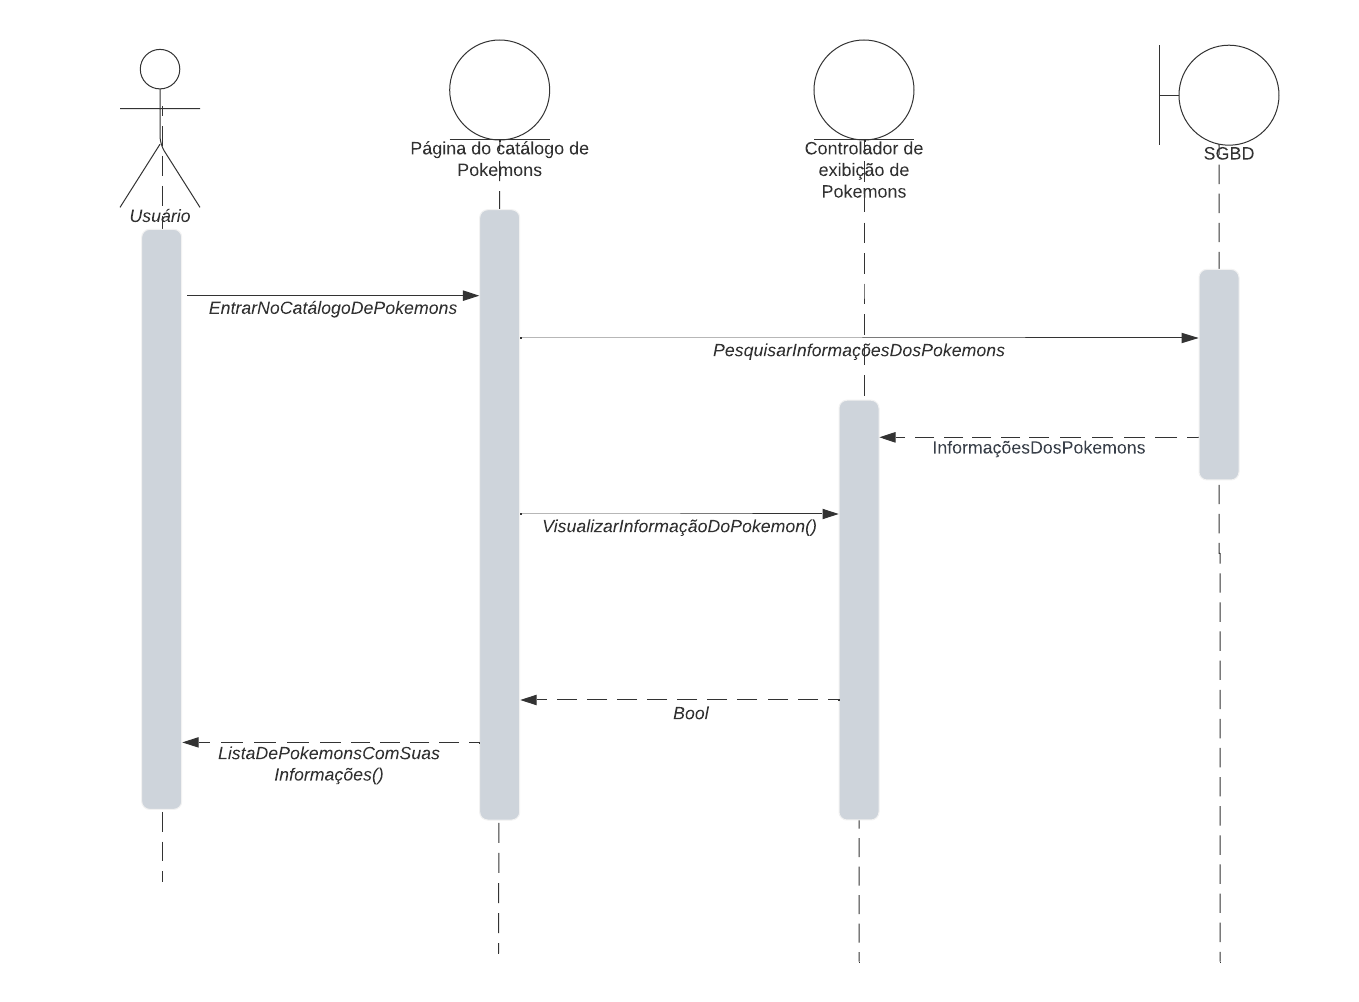 Usuário
Página do catálogo de
Pokemons
Controlador de
exibição de
Pokemons
SGBD
EntrarNoCatálogoDePokemons
PesquisarInformaçõesDosPokemons
InformaçõesDosPokemons
VisualizarInformaçãoDoPokemon()
Bool
ListaDePokemonsComSuas
Informações()